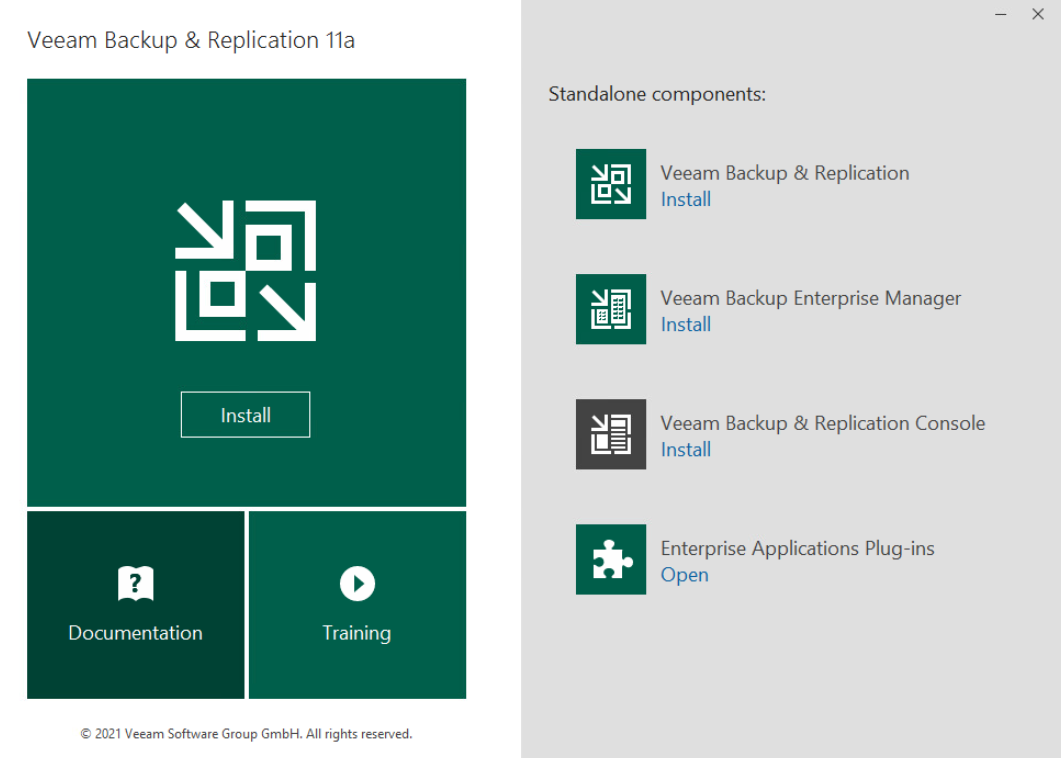 Veeam Backup & Replication 11a
Install
Documentation
Training
© 2021 Veeam Software Group GmbH. All rights reserved.
Standalone components:
Veeam Backup & Replication
Install
Veeam Backup Enterprise Manager
Install
Veeam Backup & Replication Console
Install
Enterprise Applications Plug-ins
Open